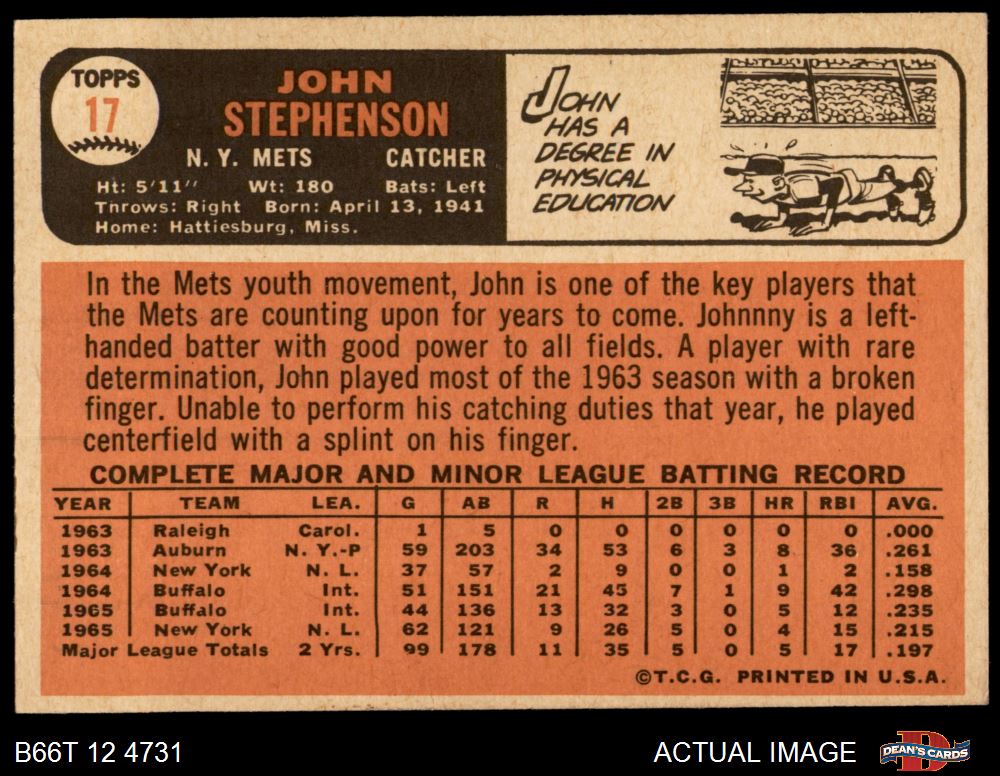 TOPPS
17
JOHN
STEPHENSON
N. Y. METS CATCHER
Ht: 5'11" Wt: 180 Bats: Left
Throws: Right Born: April 13, 1941
Home: Hattiesburg, Miss.
JOHN
HAS A
DEGREE IN
PHYSICAL
EDUCATION
In the Mets youth movement, John is one of the key players that
the Mets are counting upon for years to come. Johnnny is a left-
handed batter with good power to all fields. A player with rare
determination, John played most of the 1963 season with a broken
finger. Unable to perform his catching duties that year, he played
centerfield with a splint on his finger.
COMPLETE MAJOR AND MINOR LEAGUE BATTING RECORD
YEAR TEAM LEA. G AB R H 2B 3B HR RBI AVG.
1963 Raleigh Carol. 1 5 0 0 0 0 0 0 .000
1963 Auburn N. Y.-P 59 203 34 53 6 3 8 36 .261
1964 New York N. L. 37 57 2 9 0 0 1 2 .158
1964 Buffalo Int. 51 151 21 45 7 1 9 42 .298
1965 Buffalo Int. 44 136 13 32 3 0 5 12 .235
1965 New York N. L. 62 121 9 26 5 0 4 15 .215
Major League Totals 2 Yrs. 99 178 11 35 5 0 5 17 .197
©T.C.G. PRINTED IN U.S.A.
B66T 12 4731 ACTUAL IMAGE DEAN'S CARDS